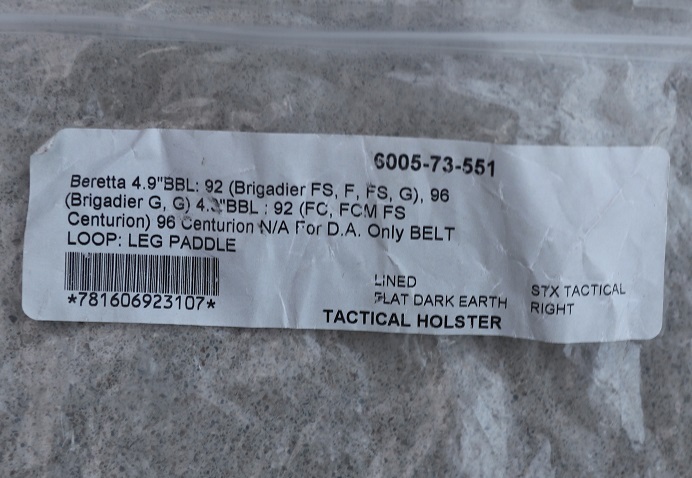 6005-73-551
Beretta 4.9"BBL: 92 (Brigadier FS, F, FS, G), 96
(Brigadier G, G) 4.3"BBL : 92 (FC, FCM FS
Centurion) 96 Centurion N/A For D.A. Only BELT
LOOP: LEG PADDLE
*781606923107*
LINED
FLAT DARK EARTH
STX TACTICAL
RIGHT
TACTICAL HOLSTER